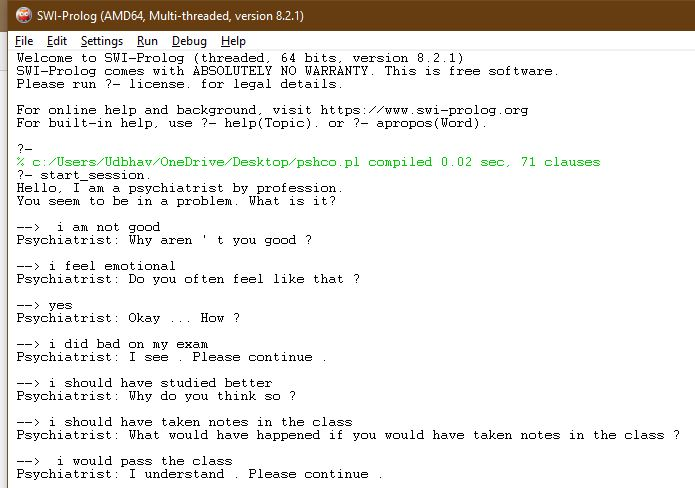 SWI-Prolog (AMD64, Multi-threaded, version 8.2.1)
File Edit Settings Run Debug Help
Welcome to SWI-Prolog (threaded, 64 bits, version 8.2.1)
SWI-Prolog comes with ABSOLUTELY NO WARRANTY. This is free software.
Please run ?- license. for legal details.
For online help and background, visit https://www.swi-prolog.org
For built-in help, use ?- help(Topic). or ?- apropos(Word).
?-
% c:/Users/Udbhav/OneDrive/Desktop/pshco.pl compiled 0.02 sec, 71 clauses
?- start_session.
Hello, I am a psychiatrist by profession.
You seem to be in a problem. What is it?
--> i am not good
Psychiatrist: Why aren ' t you good ?
--> i feel emotional
Psychiatrist: Do you often feel like that ?
--> yes
Psychiatrist: Okay ... How ?
--> i did bad on my exam
Psychiatrist: I see . Please continue .
--> i should have studied better
Psychiatrist: Why do you think so ?
--> i should have taken notes in the class
Psychiatrist: What would have happened if you would have taken notes in the class ?
--> i would pass the class
Psychiatrist: I understand . Please continue .